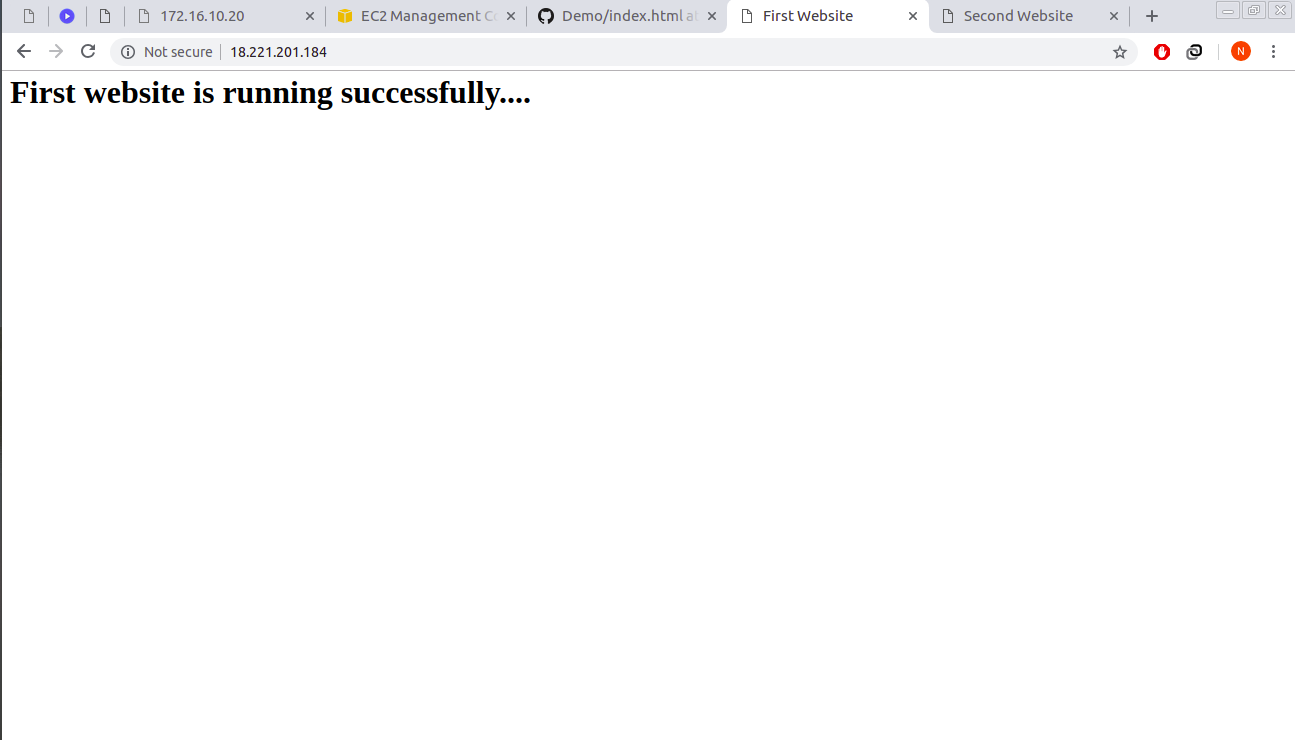 172.16.10.20
EC2 Management Co
Demo/index.html at
First Website
Second Website
Not secure
18.221.201.184
N
First website is running successfully....